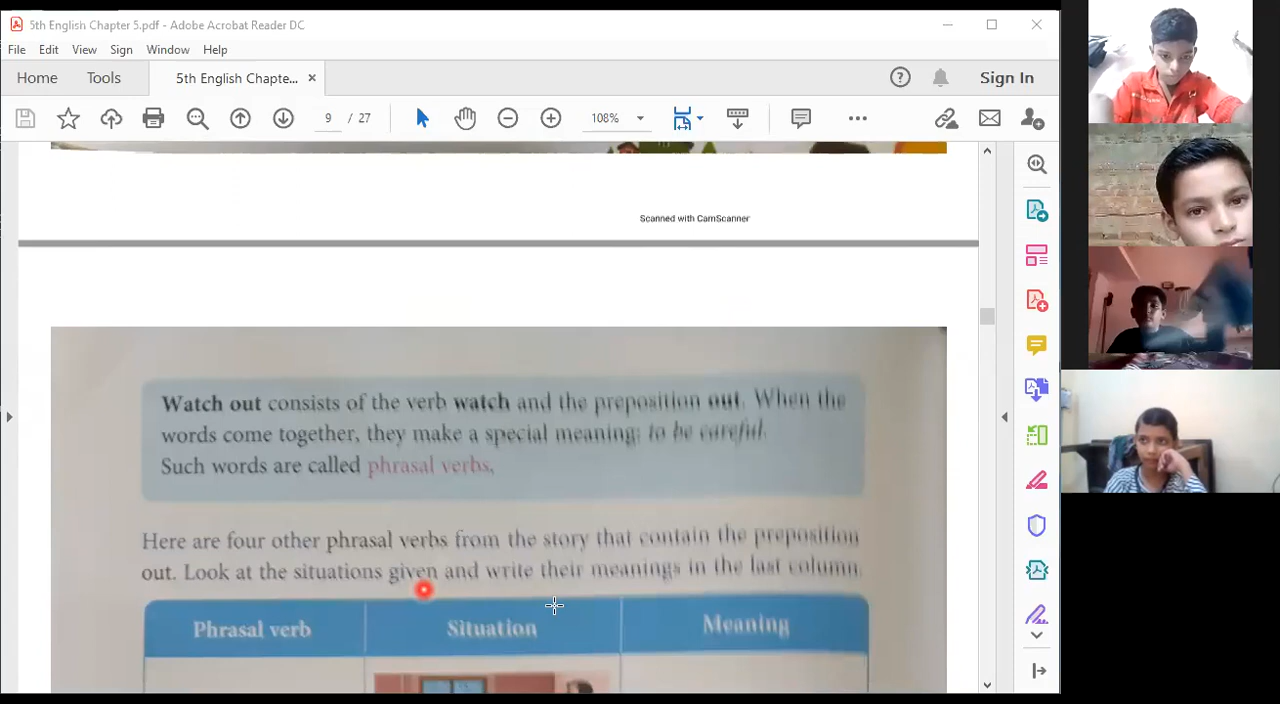 5th English Chapter 5.pdf - Adobe Acrobat Reader DC
File Edit View Sign Window Help
Home Tools 5th English Chapte... × Sign In
9 / 27 108%
Scanned with CamScanner
Watch out consists of the verb watch and the preposition out. When the
words come together, they make a special meaning: to be careful.
Such words are called phrasal verbs.
Here are four other phrasal verbs from the story that contain the preposition
out. Look at the situations given and write their meanings in the last column.
Phrasal verb Situation Meaning